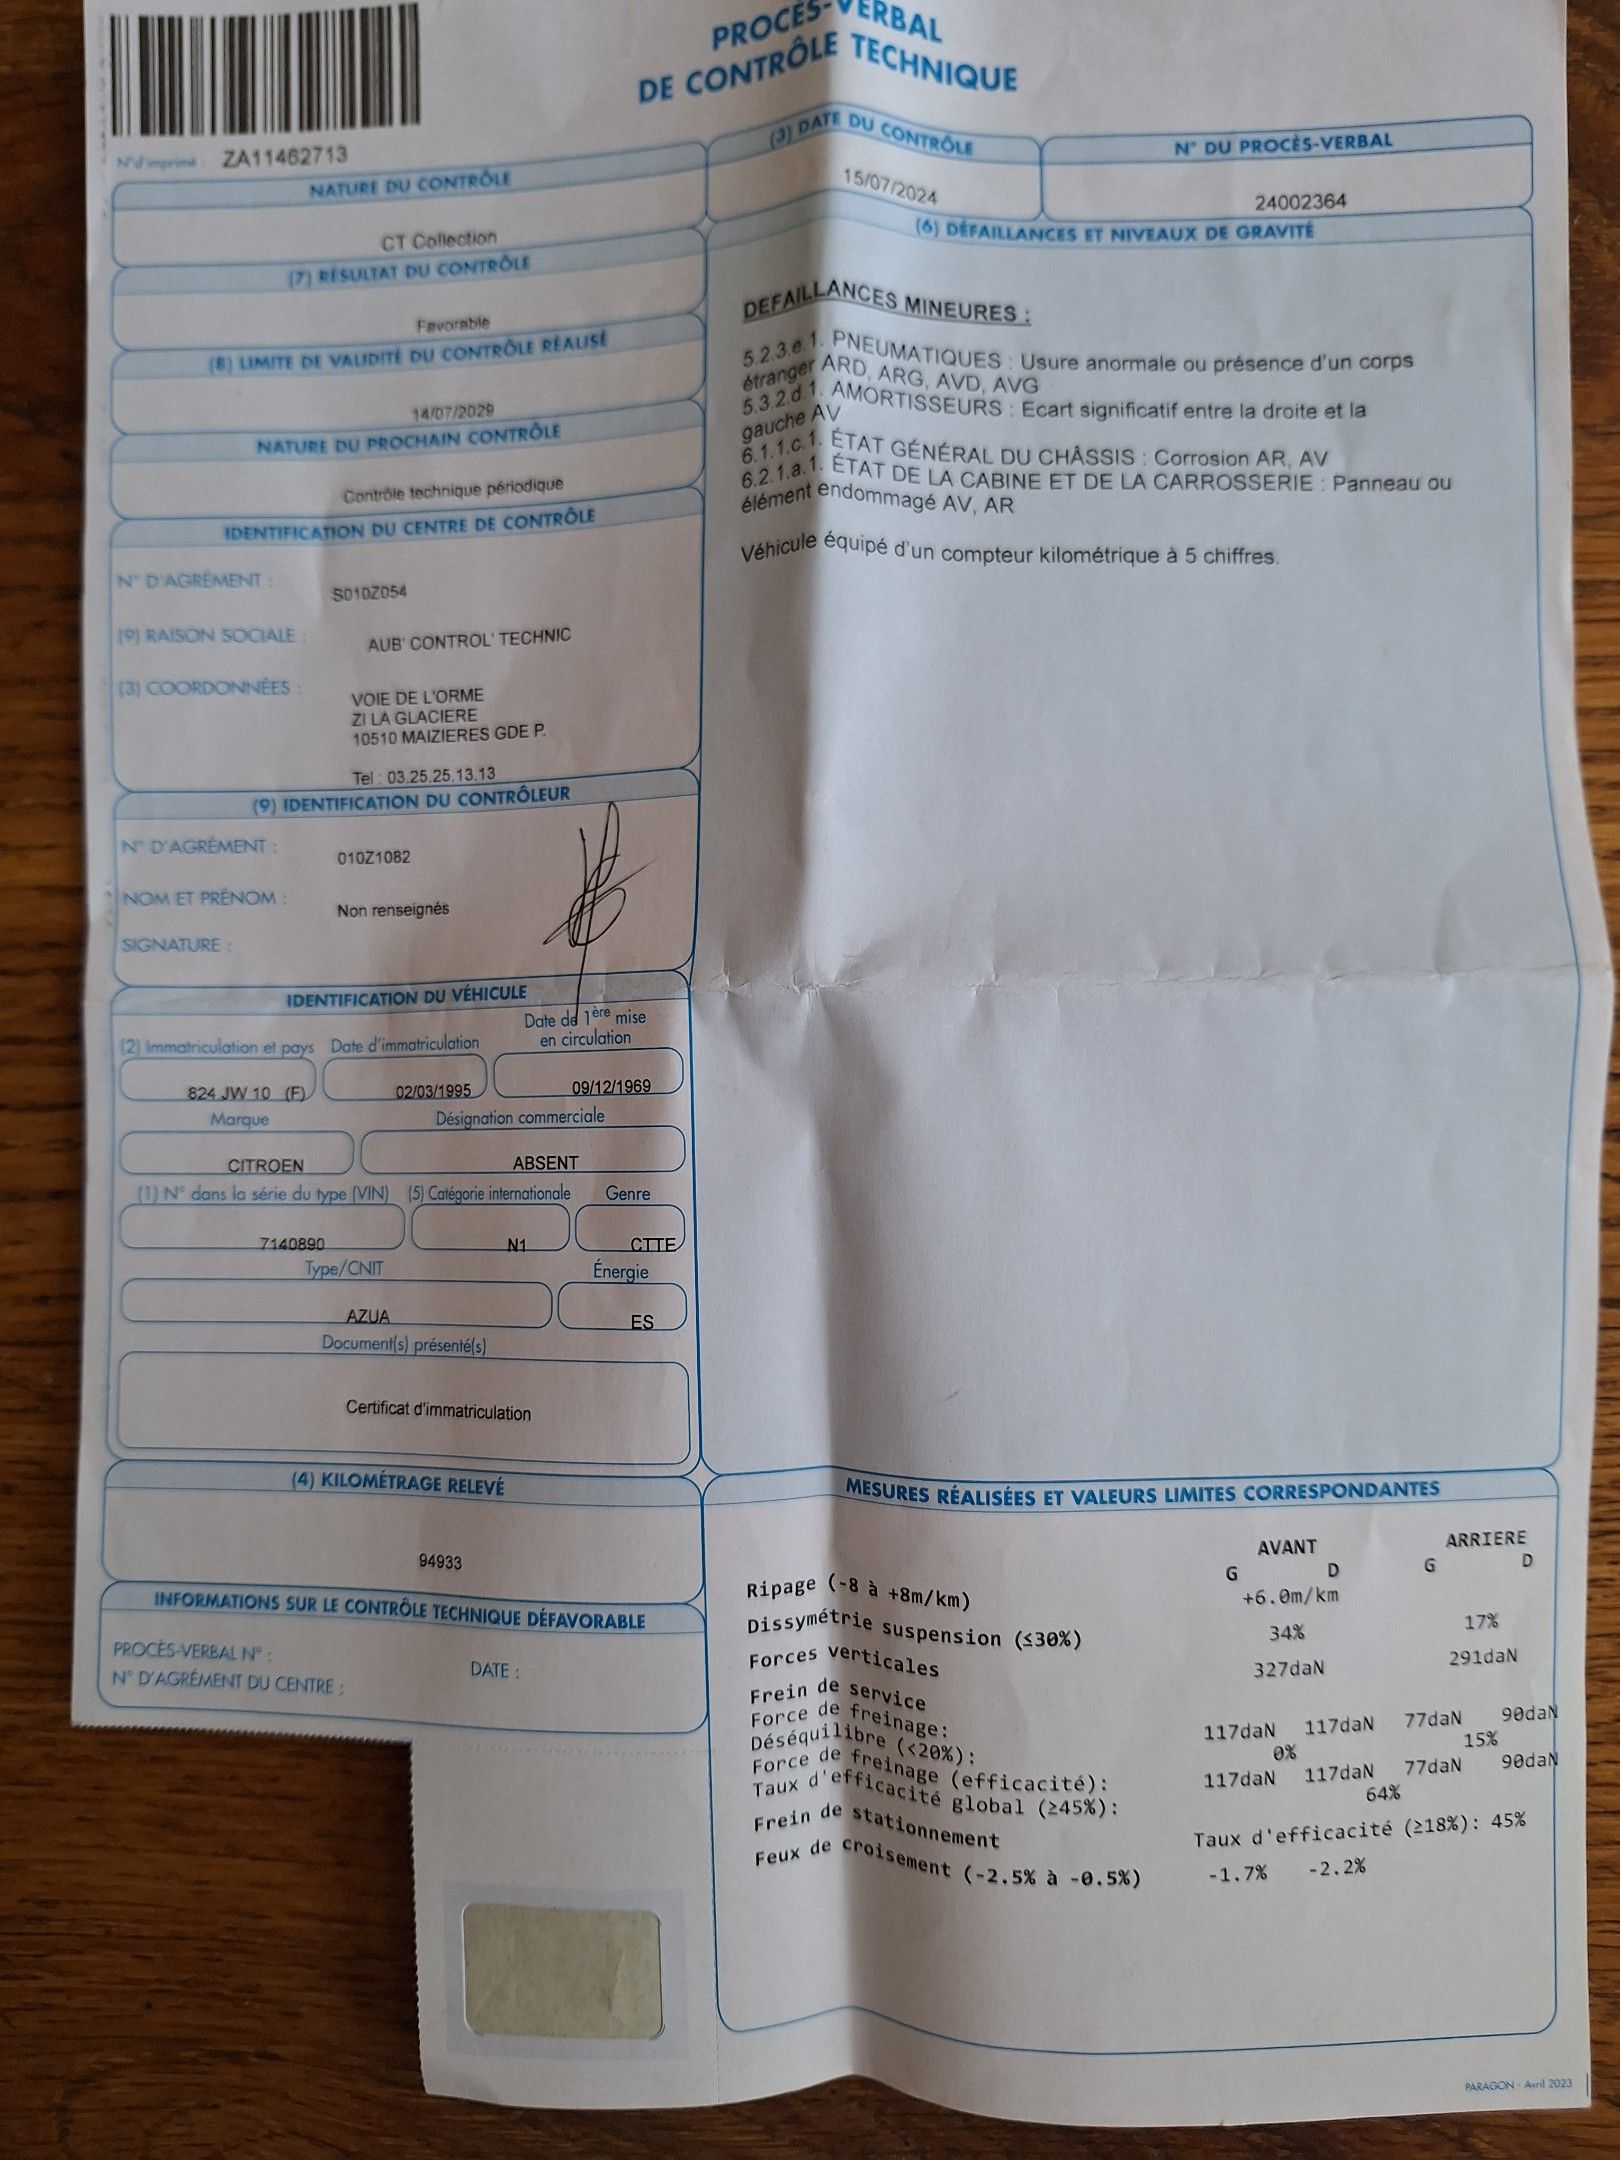 PROCÈS-VERBAL
DE CONTRÔLE TECHNIQUE
N°d'imprimé : ZA11462713
NATURE DU CONTRÔLE
CT Collection
(7) RÉSULTAT DU CONTRÔLE
Favorable
(8) LIMITE DE VALIDITÉ DU CONTRÔLE RÉALISÉ
14/07/2029
NATURE DU PROCHAIN CONTRÔLE
Contrôle technique périodique
IDENTIFICATION DU CENTRE DE CONTRÔLE
N° D'AGRÉMENT : S010Z054
(9) RAISON SOCIALE : AUB' CONTROL' TECHNIC
(3) COORDONNÉES : VOIE DE L'ORME
ZI LA GLACIERE
10510 MAIZIERES GDE P.
Tel : 03.25.25.13.13
(9) IDENTIFICATION DU CONTRÔLEUR
N° D'AGRÉMENT : 010Z1082
NOM ET PRÉNOM : Non renseignés
SIGNATURE :
IDENTIFICATION DU VÉHICULE
(2) Immatriculation et pays Date d'immatriculation Date de 1ère mise en circulation
824 JW 10 (F) 02/03/1995 09/12/1969
Marque Désignation commerciale
CITROEN ABSENT
(1) N° dans la série du type (VIN) (5) Catégorie internationale Genre
7140890 N1 CTTE
Type/CNIT Énergie
AZUA ES
Document(s) présenté(s)
Certificat d'immatriculation
(4) KILOMÉTRAGE RELEVÉ
94933
INFORMATIONS SUR LE CONTRÔLE TECHNIQUE DÉFAVORABLE
PROCÈS-VERBAL N° : DATE :
N° D'AGRÉMENT DU CENTRE :
(3) DATE DU CONTRÔLE
15/07/2024
N° DU PROCÈS-VERBAL
24002364
(6) DÉFAILLANCES ET NIVEAUX DE GRAVITÉ
DEFAILLANCES MINEURES :
5.2.3.e.1. PNEUMATIQUES : Usure anormale ou présence d'un corps
étranger ARD, ARG, AVD, AVG
5.3.2.d.1. AMORTISSEURS : Ecart significatif entre la droite et la
gauche AV
6.1.1.c.1. ÉTAT GÉNÉRAL DU CHÂSSIS : Corrosion AR, AV
6.2.1.a.1. ÉTAT DE LA CABINE ET DE LA CARROSSERIE : Panneau ou
élément endommagé AV, AR
Véhicule équipé d'un compteur kilométrique à 5 chiffres.
MESURES RÉALISÉES ET VALEURS LIMITES CORRESPONDANTES
AVANT ARRIERE
G D G D
Ripage (-8 à +8m/km) +6.0m/km
Dissymétrie suspension (≤30%) 34% 17%
Forces verticales 327daN 291daN
Frein de service
Force de freinage: 117daN 117daN 77daN 90daN
Déséquilibre (<20%): 0% 15%
Force de freinage (efficacité): 117daN 117daN 77daN 90daN
Taux d'efficacité global (≥45%): 64%
Frein de stationnement Taux d'efficacité (≥18%): 45%
Feux de croisement (-2.5% à -0.5%) -1.7% -2.2%
PARAGON - Avril 2023